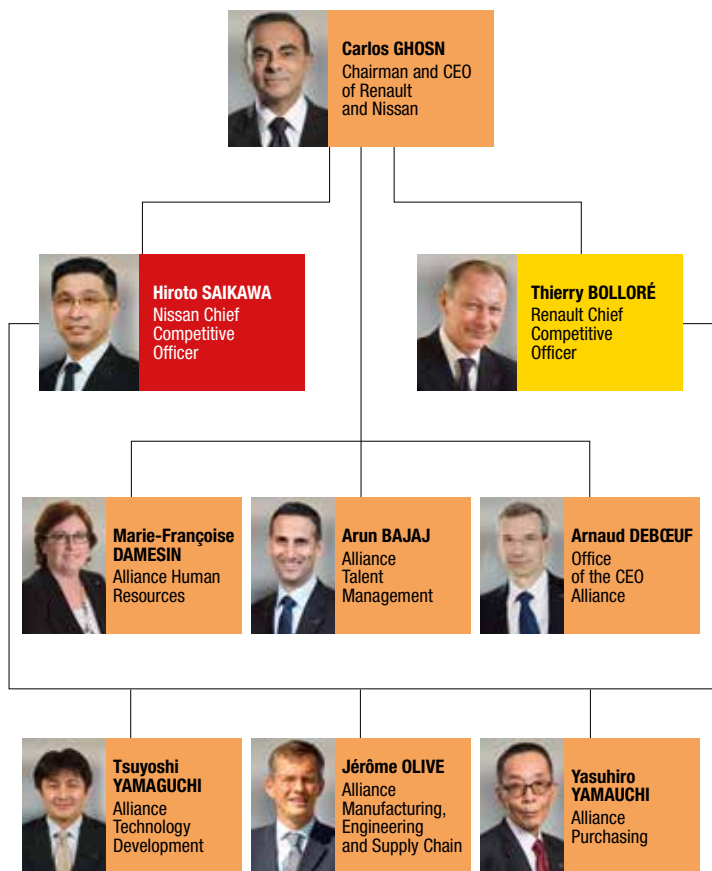 Carlos GHOSN
Chairman and CEO
of Renault
and Nissan
Hiroto SAIKAWA
Nissan Chief
Competitive
Officer
Thierry BOLLORÉ
Renault Chief
Competitive
Officer
Marie-Françoise
DAMESIN
Alliance Human
Resources
Arun BAJAJ
Alliance
Talent
Management
Arnaud DEBŒUF
Office
of the CEO
Alliance
Tsuyoshi
YAMAGUCHI
Alliance
Technology
Development
Jérôme OLIVE
Alliance
Manufacturing,
Engineering
and Supply Chain
Yasuhiro
YAMAUCHI
Alliance
Purchasing